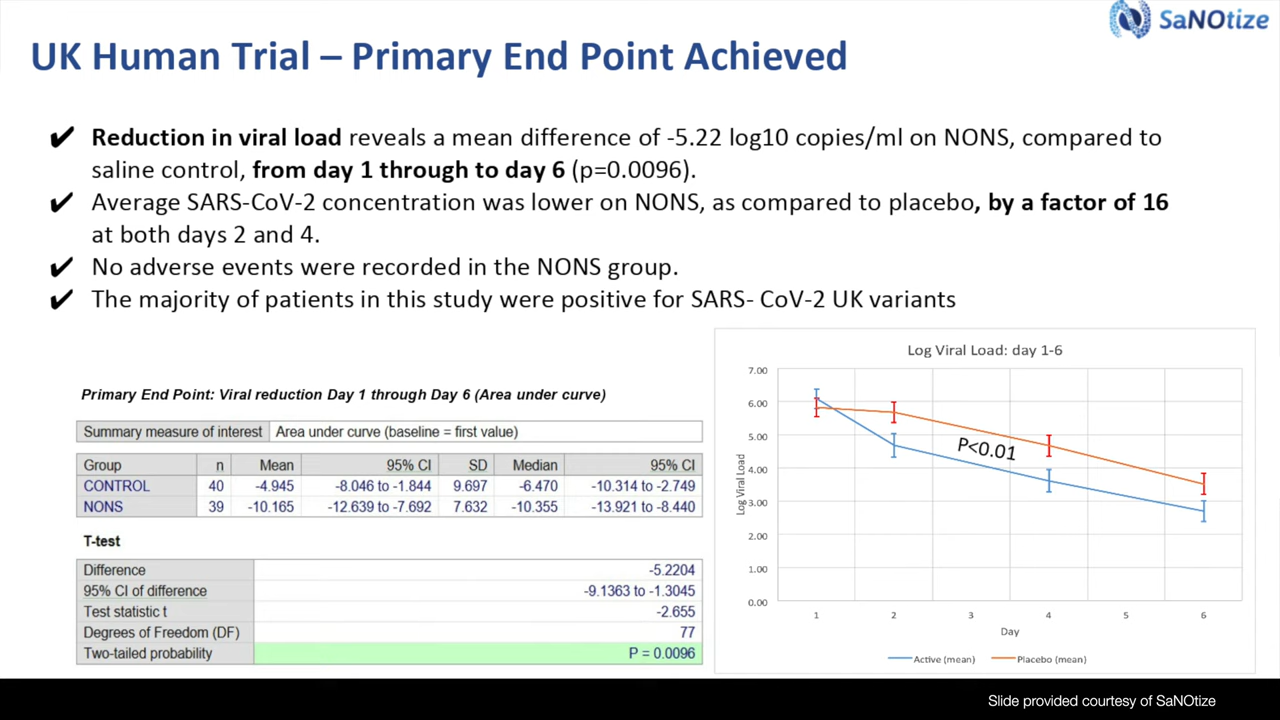 SaNOtize
UK Human Trial – Primary End Point Achieved
✔ Reduction in viral load reveals a mean difference of -5.22 log10 copies/ml on NONS, compared to
saline control, from day 1 through to day 6 (p=0.0096).
✔ Average SARS-CoV-2 concentration was lower on NONS, as compared to placebo, by a factor of 16
at both days 2 and 4.
✔ No adverse events were recorded in the NONS group.
✔ The majority of patients in this study were positive for SARS- CoV-2 UK variants
Primary End Point: Viral reduction Day 1 through Day 6 (Area under curve)
Summary measure of interest Area under curve (baseline = first value)
Group n Mean 95% CI SD Median 95% CI
CONTROL 40 -4.945 -8.046 to -1.844 9.697 -6.470 -10.314 to -2.749
NONS 39 -10.165 -12.639 to -7.692 7.632 -10.355 -13.921 to -8.440
T-test
Difference -5.2204
95% CI of difference -9.1363 to -1.3045
Test statistic t -2.655
Degrees of Freedom (DF) 77
Two-tailed probability P = 0.0096
Log Viral Load: day 1-6
7.00
6.00
5.00
4.00
3.00
2.00
1.00
0.00
Log Viral Load
P<0.01
1 2 3 4 5 6
Day
Active (mean) Placebo (mean)
Slide provided courtesy of SaNOtize